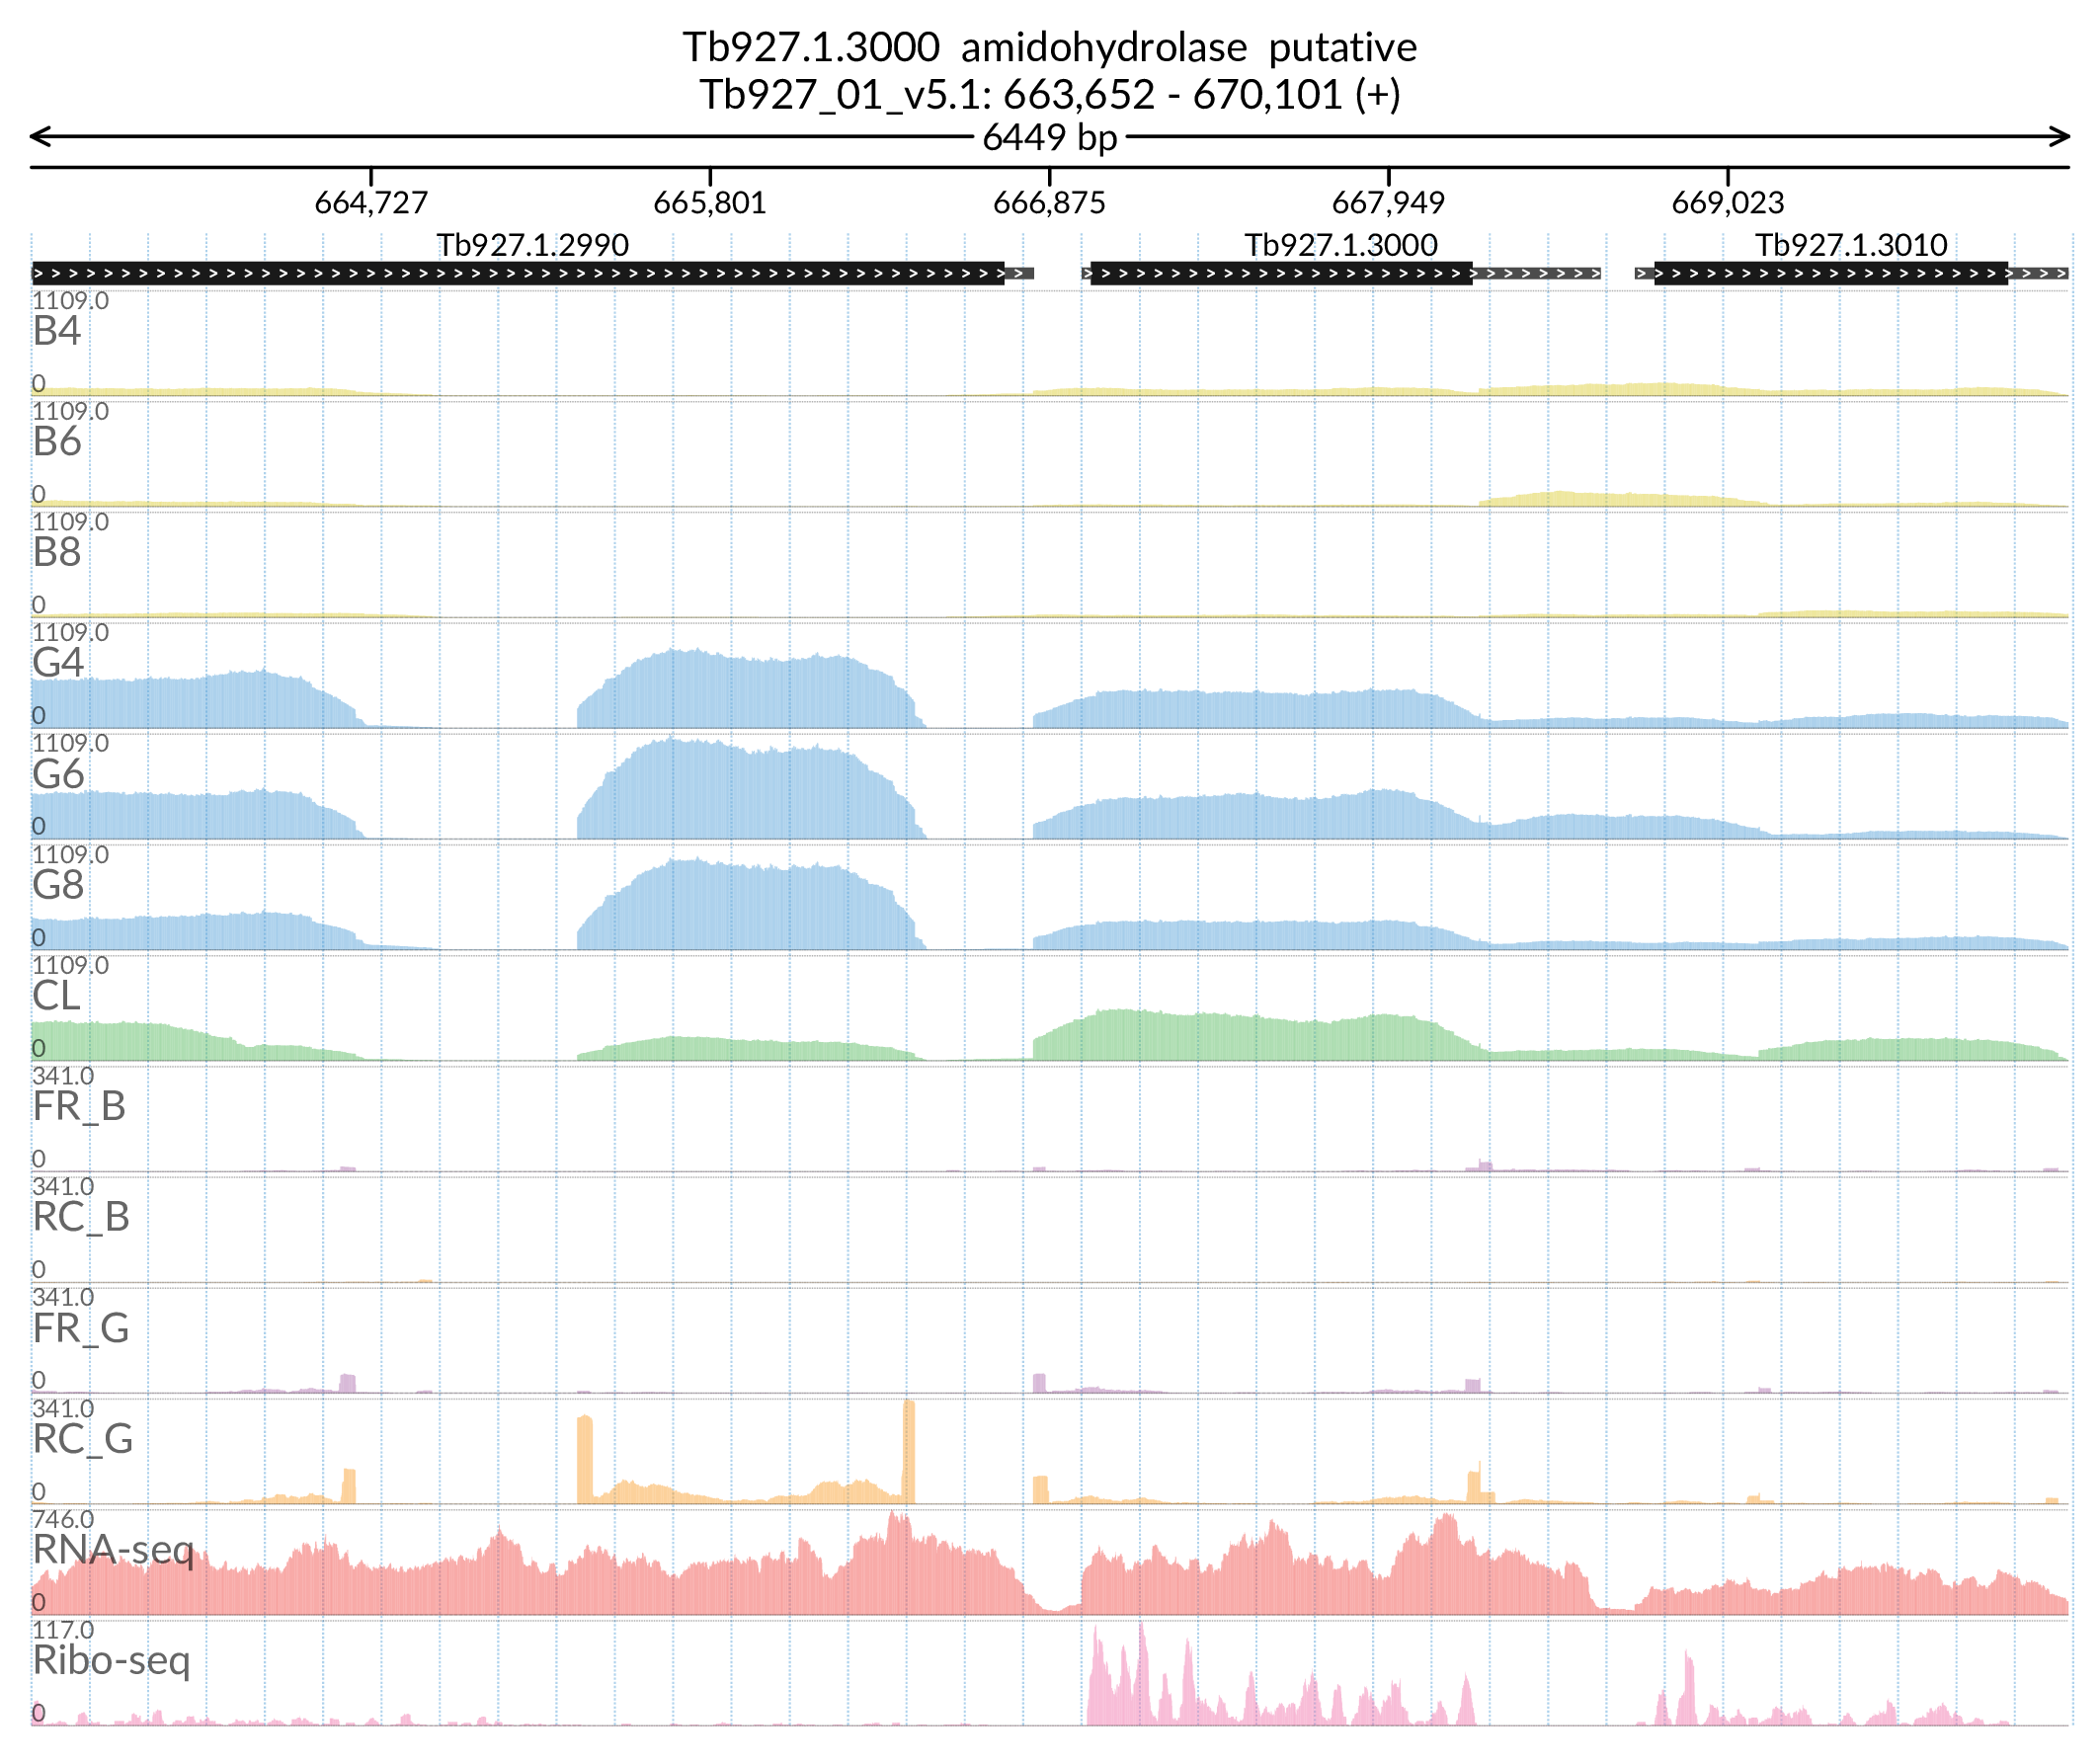 Tb927.1.3000 amidohydrolase putative
Tb927_01_v5.1: 663,652 - 670,101 (+)
6449 bp
664,727 665,801 666,875 667,949 669,023
Tb927.1.2990 Tb927.1.3000 Tb927.1.3010
1109.0
B4
0
1109.0
B6
0
1109.0
B8
0
1109.0
G4
0
1109.0
G6
0
1109.0
G8
0
1109.0
CL
0
341.0
FR_B
0
341.0
RC_B
0
341.0
FR_G
0
341.0
RC_G
0
746.0
RNA-seq
0
117.0
Ribo-seq
0